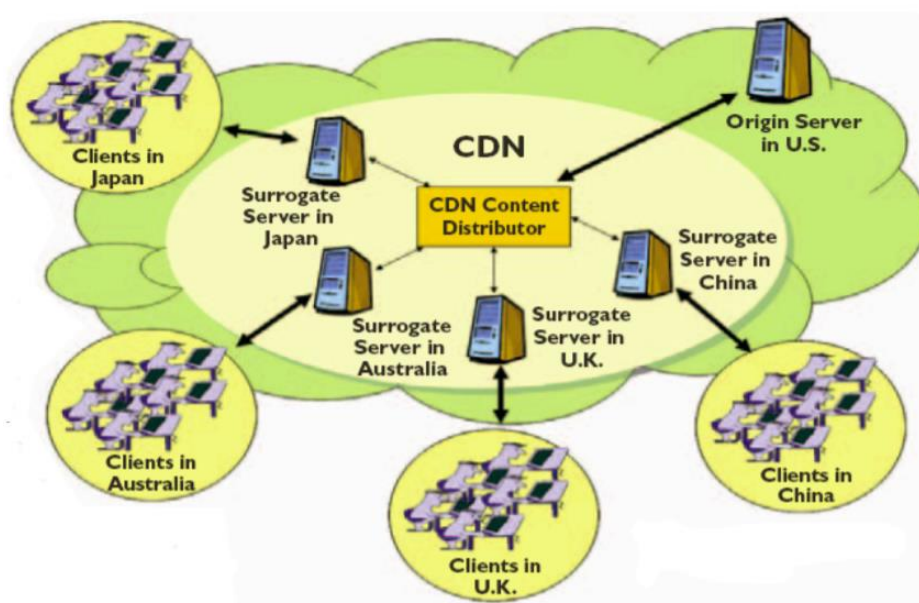 Clients in
Japan
CDN
Origin Server
in U.S.
Surrogate
Server in
Japan
CDN Content
Distributor
Surrogate
Server in
China
Surrogate
Server in
Australia
Surrogate
Server in
U.K.
Clients in
Australia
Clients in
China
Clients in
U.K.